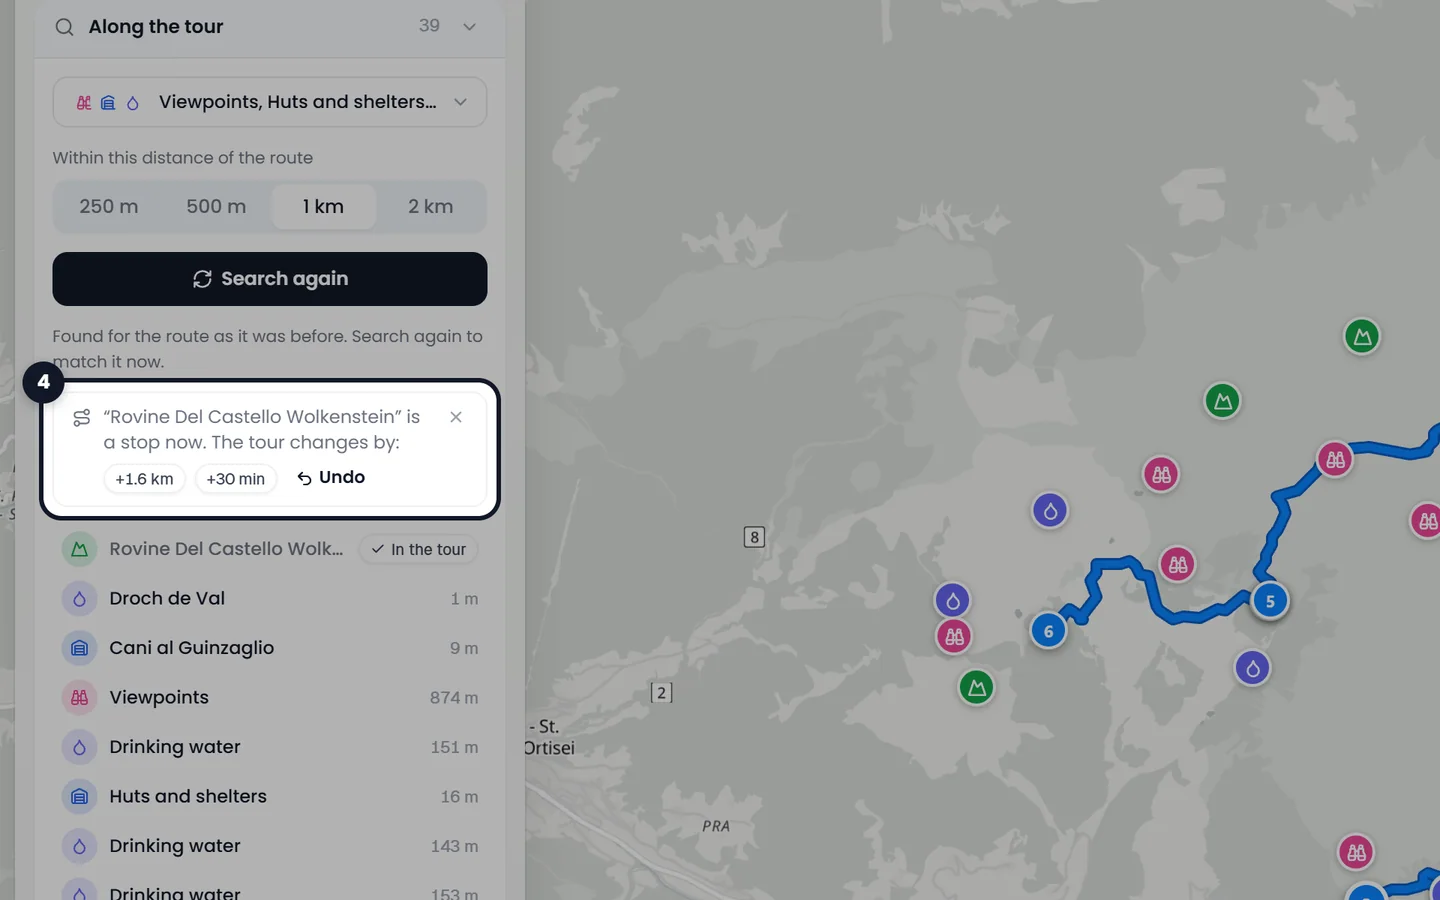 Along the tour
39
Viewpoints, Huts and shelters...
Within this distance of the route
250 m
500 m
1 km
2 km
Search again
Found for the route as it was before. Search again to
match it now.
4
“Rovine Del Castello Wolkenstein” is
a stop now. The tour changes by:
+1.6 km
+30 min
Undo
Rovine Del Castello Wolk...
In the tour
Droch de Val
1 m
Cani al Guinzaglio
9 m
Viewpoints
874 m
Drinking water
151 m
Huts and shelters
16 m
Drinking water
143 m
Drinking water
153 m
8
5
6
2
- St.
Ortisei
PRA